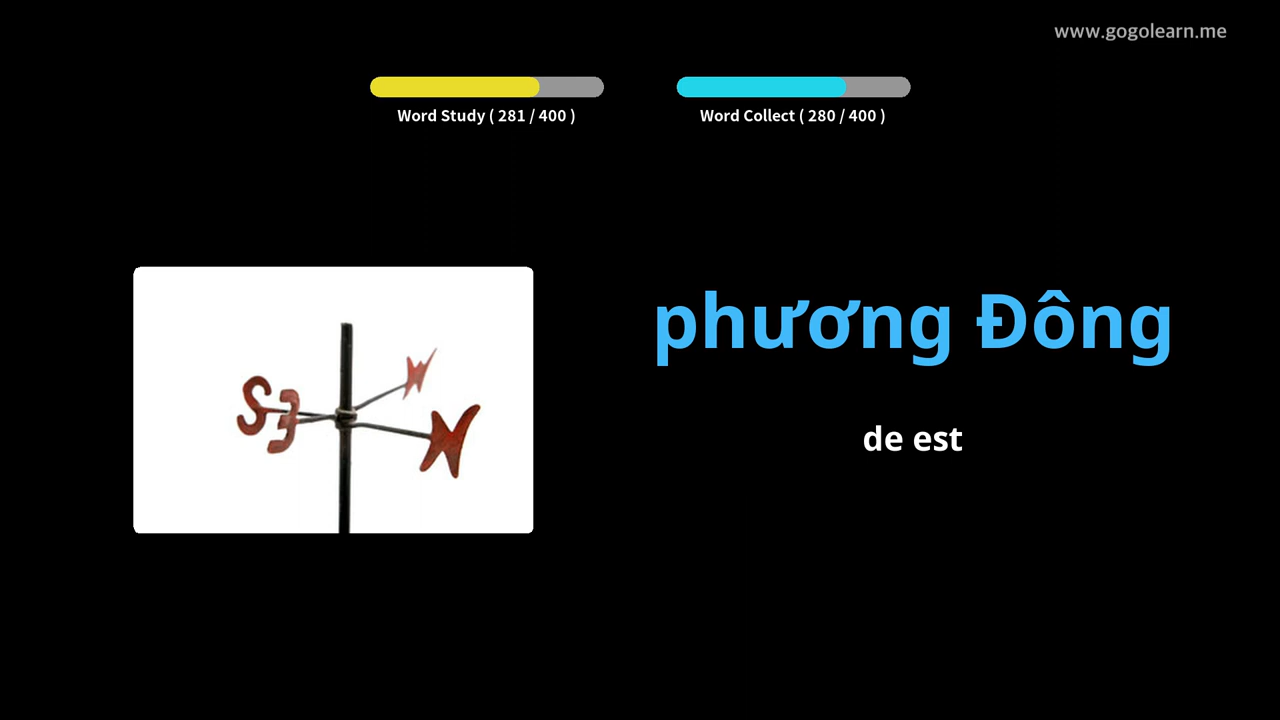 www.gogolearn.me
Word Study ( 281 / 400 )
Word Collect ( 280 / 400 )
phương Đông
de est
S E N